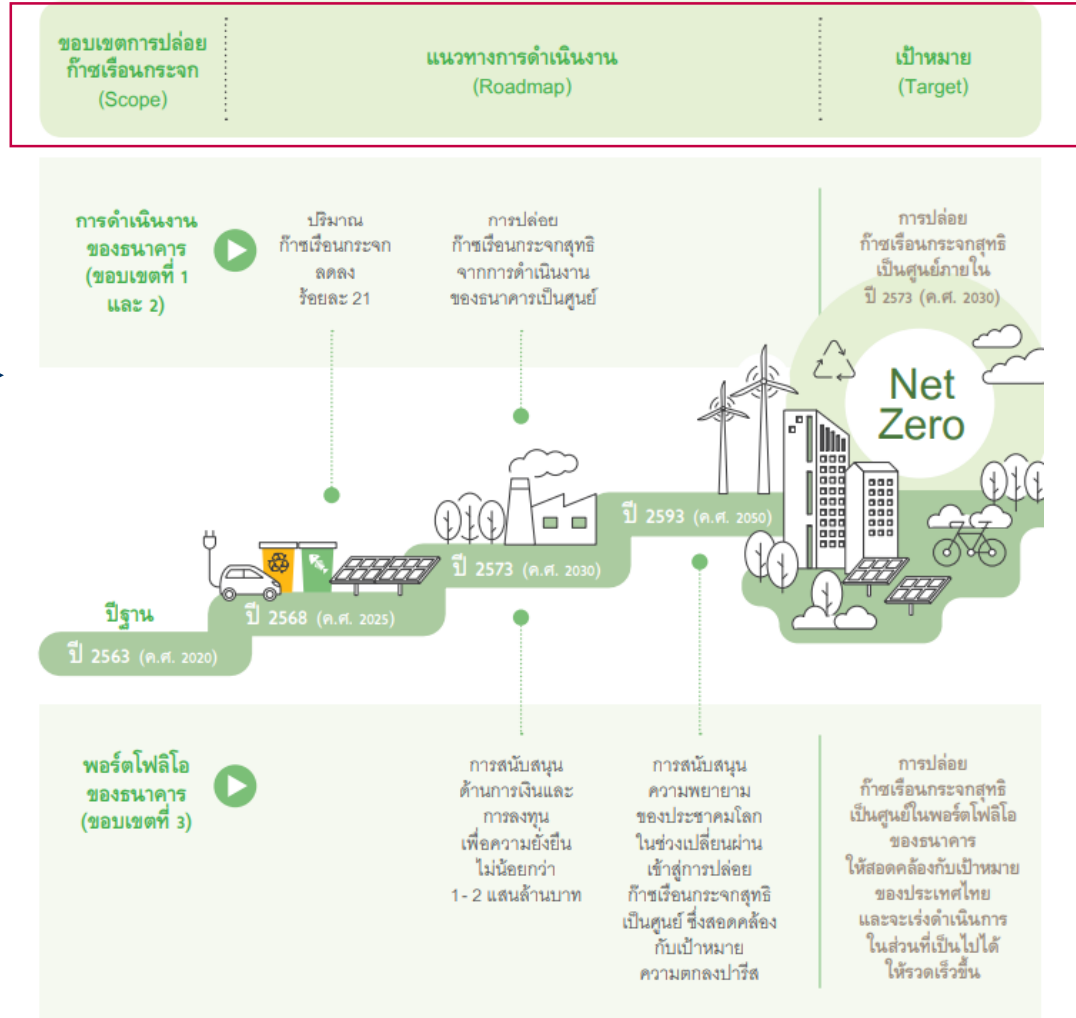 ขอบเขตการปล่อย
ก๊าซเรือนกระจก
(Scope)
แนวทางการดำเนินงาน
(Roadmap)
เป้าหมาย
(Target)
การดำเนินงาน
ของธนาคาร
(ขอบเขตที่ 1
และ 2)
ปริมาณ
ก๊าซเรือนกระจก
ลดลง
ร้อยละ 21
การปล่อย
ก๊าซเรือนกระจกสุทธิ
จากการดำเนินงาน
ของธนาคารเป็นศูนย์
การปล่อย
ก๊าซเรือนกระจกสุทธิ
เป็นศูนย์ภายใน
ปี 2573 (ค.ศ. 2030)
Net
Zero
ปี 2593 (ค.ศ. 2050)
ปี 2573 (ค.ศ. 2030)
ปี 2568 (ค.ศ. 2025)
ปีฐาน
ปี 2563 (ค.ศ. 2020)
พอร์ตโฟลิโอ
ของธนาคาร
(ขอบเขตที่ 3)
การสนับสนุน
ด้านการเงินและ
การลงทุน
เพื่อความยั่งยืน
ไม่น้อยกว่า
1- 2 แสนล้านบาท
การสนับสนุน
ความพยายาม
ของประชาคมโลก
ในช่วงเปลี่ยนผ่าน
เข้าสู่การปล่อย
ก๊าซเรือนกระจกสุทธิ
เป็นศูนย์ ซึ่งสอดคล้อง
กับเป้าหมาย
ความตกลงปารีส
การปล่อย
ก๊าซเรือนกระจกสุทธิ
เป็นศูนย์ในพอร์ตโฟลิโอ
ของธนาคาร
ให้สอดคล้องกับเป้าหมาย
ของประเทศไทย
และจะเร่งดำเนินการ
ในส่วนที่เป็นไปได้
ให้รวดเร็วขึ้น